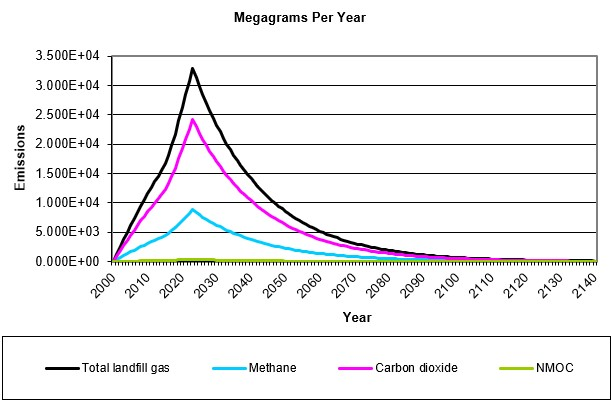 Megagrams Per Year
3.500E+04
3.000E+04
2.500E+04
2.000E+04
1.500E+04
1.000E+04
5.000E+03
0.000E+00
Emissions
2000 2010 2020 2030 2040 2050 2060 2070 2080 2090 2100 2110 2120 2130 2140
Year
Total landfill gas Methane Carbon dioxide NMOC